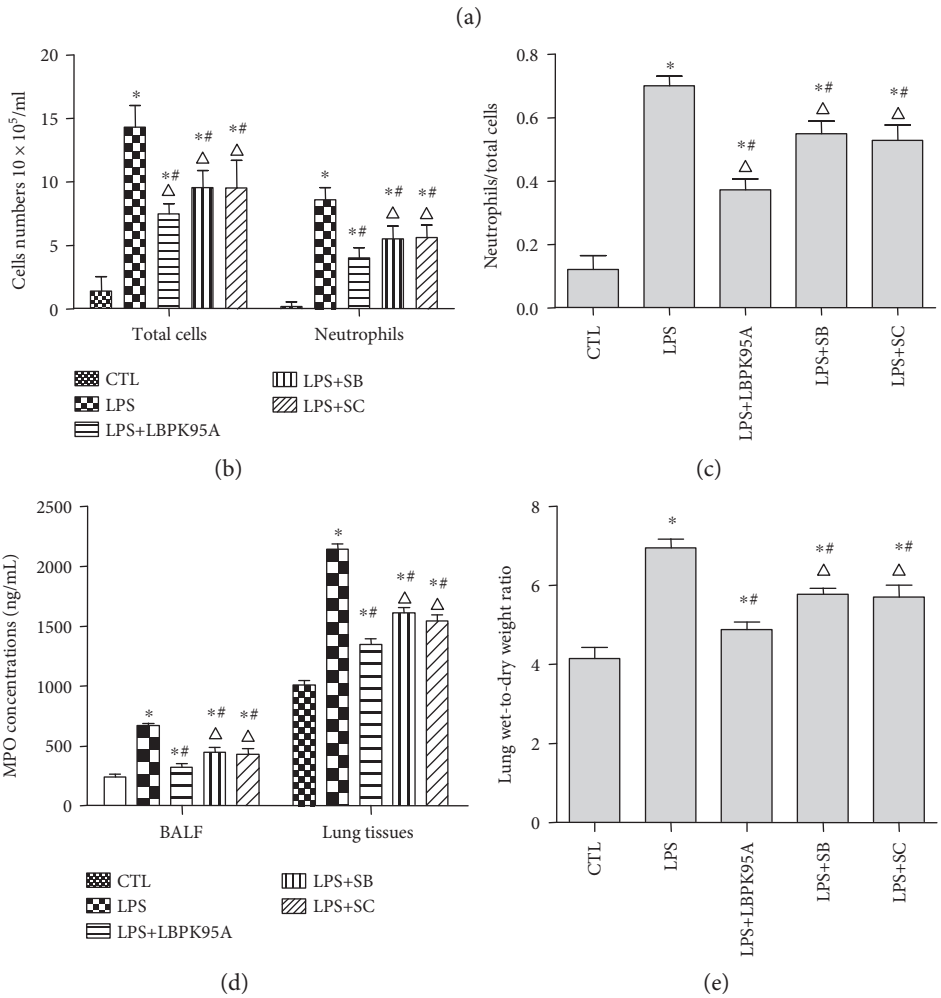 (a)
Cells numbers 10 × 10⁵/ml
20
15
10
5
0
*
*#
△
*#
△
*#
△
*
*#
*#
△
*#
△
Total cells
Neutrophils
CTL
LPS
LPS+LBPK95A
LPS+SB
LPS+SC
(b)
Neutrophils/total cells
0.8
0.6
0.4
0.2
0.0
*
*#
△
*#
△
*#
△
CTL
LPS
LPS+LBPK95A
LPS+SB
LPS+SC
(c)
MPO concentrations (ng/mL)
2500
2000
1500
1000
500
0
*
*#
*#
△
*#
△
*
*#
*#
△
*#
△
BALF
Lung tissues
CTL
LPS
LPS+LBPK95A
LPS+SB
LPS+SC
(d)
Lung wet-to-dry weight ratio
8
6
4
2
0
*
*#
*#
△
*#
△
CTL
LPS
LPS+LBPK95A
LPS+SB
LPS+SC
(e)